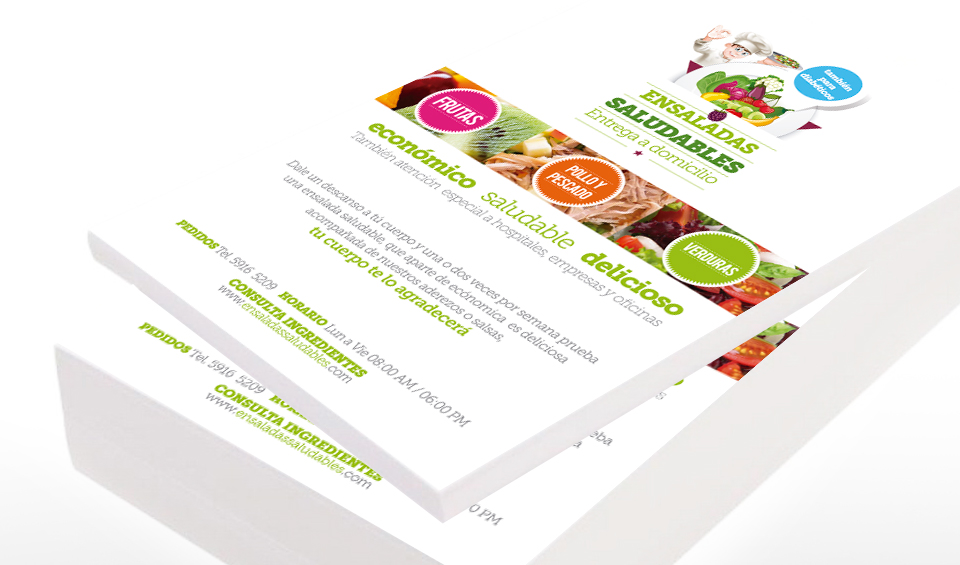 también
para
diabéticos
ENSALADAS
SALUDABLES
Entrega a domicilio
FRUTAS
POLLO Y
PESCADO
VERDURAS
económico saludable delicioso
También atención especial a hospitales, empresas y oficinas
Dale un descanso a tú cuerpo y una o dos veces por semana prueba
una ensalada saludable, que aparte de económica es deliciosa
acompañada de nuestros aderezos o salsas,
tu cuerpo te lo agradecerá
PEDIDOS Tel. 5916 5209 HORARIO Lun a Vie 08:00 AM / 06:00 PM
CONSULTA INGREDIENTES
www.ensaladassaludables.com
PEDIDOS Tel. 5916 5209
PM
CONSULTA INGREDIENTES
www.ensaladassaludables.com